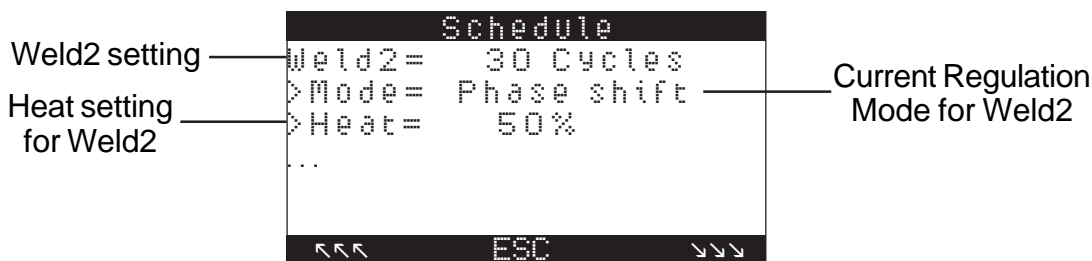 Schedule
Weld2 setting
Weld2= 30 Cycles
>Mode= Phase shift
Current Regulation
Mode for Weld2
Heat setting
for Weld2
>Heat= 50%
...
↖↖↖ ESC ↘↘↘